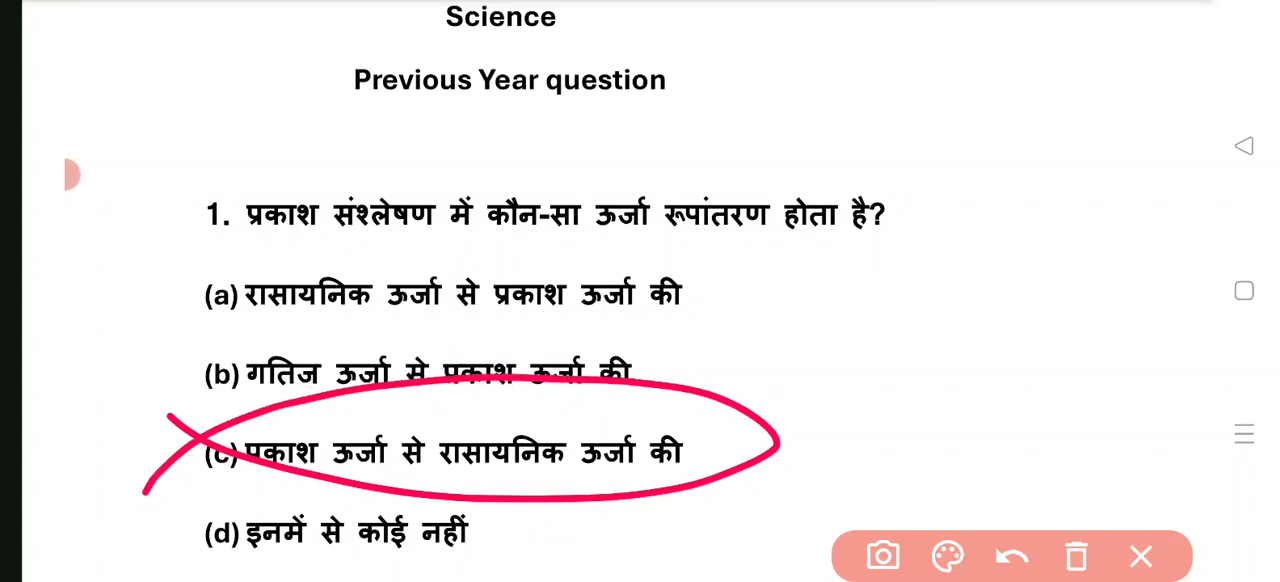 Science
Previous Year question
1. प्रकाश संश्लेषण में कौन-सा ऊर्जा रूपांतरण होता है?
(a) रासायनिक ऊर्जा से प्रकाश ऊर्जा की
(b) गतिज ऊर्जा से प्रकाश ऊर्जा की
(c) प्रकाश ऊर्जा से रासायनिक ऊर्जा की
(d) इनमें से कोई नहीं